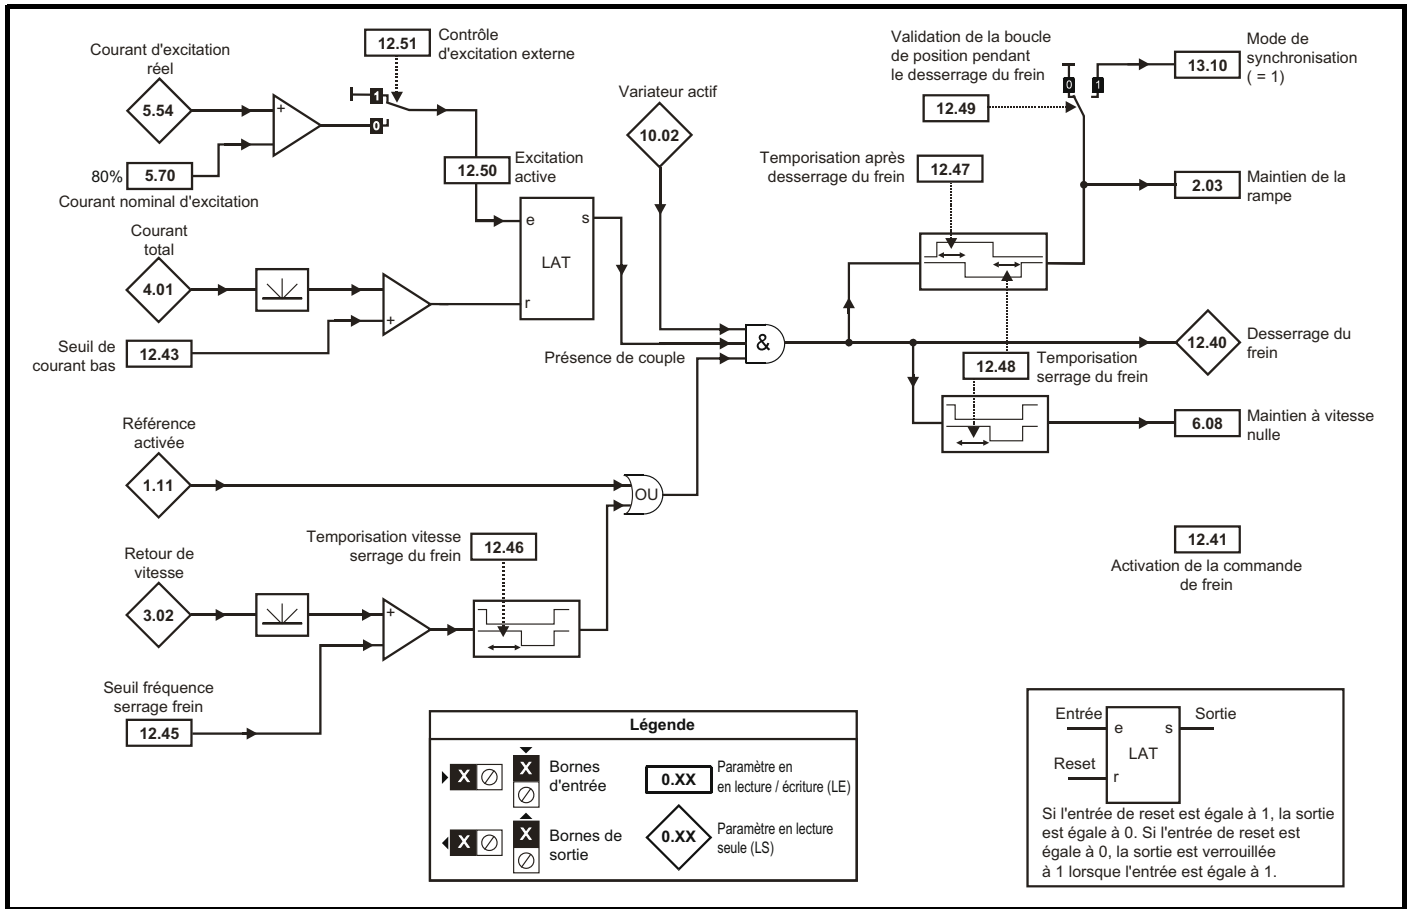 Courant d'excitation
réel
5.54
80%
5.70
Courant nominal d'excitation
+
12.51
Contrôle
d'excitation externe
1
0
12.50
Excitation
active
Courant
total
4.01
Seuil de
courant bas
12.43
+
e
s
LAT
r
Variateur actif
10.02
Présence de couple
&
Référence
activée
1.11
OU
Retour de
vitesse
3.02
+
Temporisation vitesse
serrage du frein
12.46
Seuil fréquence
serrage frein
12.45
Validation de la boucle
de position pendant
le desserrage du frein
12.49
0
1
13.10
Mode de
synchronisation
( = 1)
Temporisation après
desserrage du frein
12.47
2.03
Maintien de la
rampe
12.40
Desserrage du
frein
12.48
Temporisation
serrage du frein
6.08
Maintien à vitesse
nulle
12.41
Activation de la commande
de frein
Légende
X
X
Bornes
d'entrée
0.XX
Paramètre en
en lecture / écriture (LE)
X
X
Bornes de
sortie
0.XX
Paramètre en lecture
seule (LS)
Entrée
e
s
Sortie
LAT
Reset
r
Si l'entrée de reset est égale à 1, la sortie
est égale à 0. Si l'entrée de reset est
égale à 0, la sortie est verrouillée
à 1 lorsque l'entrée est égale à 1.